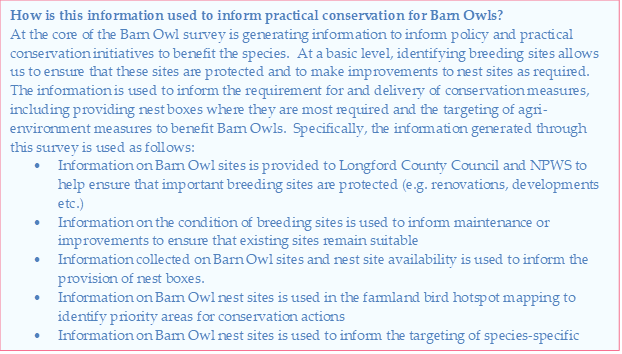 How is this information used to inform practical conservation for Barn Owls?
At the core of the Barn Owl survey is generating information to inform policy and practical
conservation initiatives to benefit the species. At a basic level, identifying breeding sites allows
us to ensure that these sites are protected and to make improvements to nest sites as required.
The information is used to inform the requirement for and delivery of conservation measures,
including providing nest boxes where they are most required and the targeting of agri-
environment measures to benefit Barn Owls. Specifically, the information generated through
this survey is used as follows:
• Information on Barn Owl sites is provided to Longford County Council and NPWS to
help ensure that important breeding sites are protected (e.g. renovations, developments
etc.)
• Information on the condition of breeding sites is used to inform maintenance or
improvements to ensure that existing sites remain suitable
• Information collected on Barn Owl sites and nest site availability is used to inform the
provision of nest boxes.
• Information on Barn Owl nest sites is used in the farmland bird hotspot mapping to
identify priority areas for conservation actions
• Information on Barn Owl nest sites is used to inform the targeting of species-specific